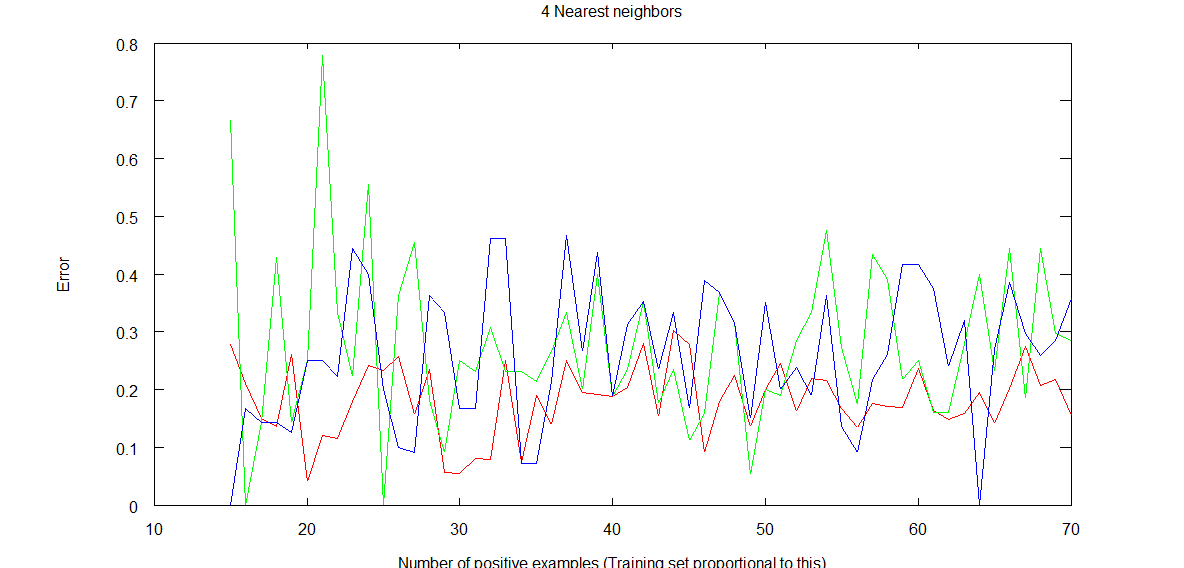 4 Nearest neighbors
0.8
0.7
0.6
0.5
0.4
0.3
0.2
0.1
0
Error
10 20 30 40 50 60 70
Number of positive examples (Training set proportional to this)